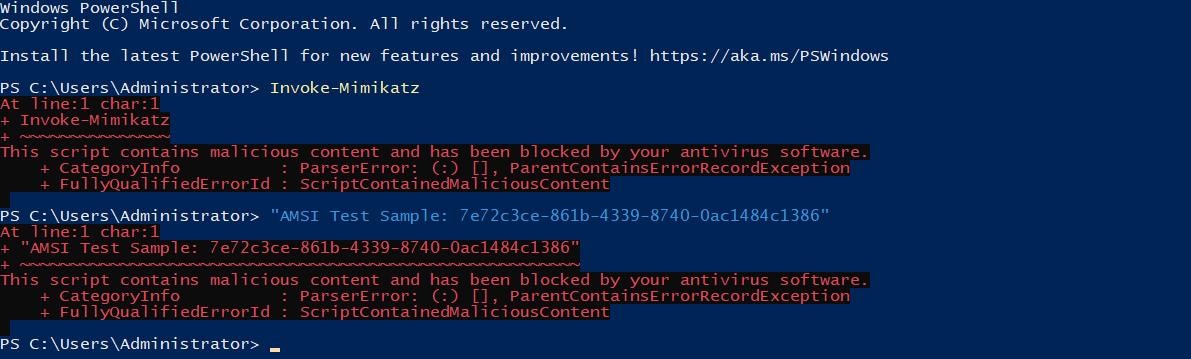 Windows PowerShell
Copyright (C) Microsoft Corporation. All rights reserved.
Install the latest PowerShell for new features and improvements! https://aka.ms/PSWindows
PS C:\Users\Administrator> Invoke-Mimikatz
At line:1 char:1
+ Invoke-Mimikatz
+ ~~~~~~~~~~~~~~~
This script contains malicious content and has been blocked by your antivirus software.
    + CategoryInfo          : ParserError: (:) [], ParentContainsErrorRecordException
    + FullyQualifiedErrorId : ScriptContainedMaliciousContent
PS C:\Users\Administrator> "AMSI Test Sample: 7e72c3ce-861b-4339-8740-0ac1484c1386"
At line:1 char:1
+ "AMSI Test Sample: 7e72c3ce-861b-4339-8740-0ac1484c1386"
+ ~~~~~~~~~~~~~~~~~~~~~~~~~~~~~~~~~~~~~~~~~~~~~~~~~~~~~~~~
This script contains malicious content and has been blocked by your antivirus software.
    + CategoryInfo          : ParserError: (:) [], ParentContainsErrorRecordException
    + FullyQualifiedErrorId : ScriptContainedMaliciousContent
PS C:\Users\Administrator> _